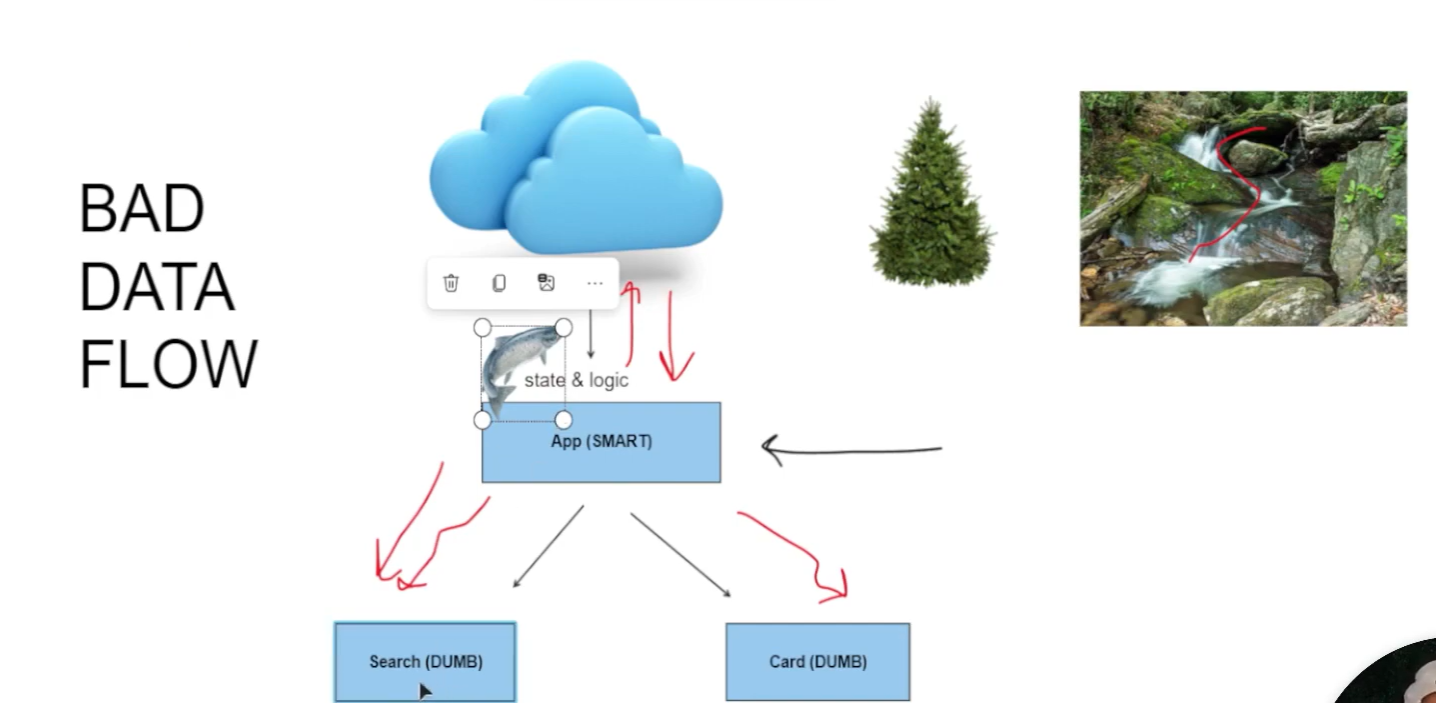 BAD
DATA
FLOW
state & logic
App (SMART)
Search (DUMB)
Card (DUMB)